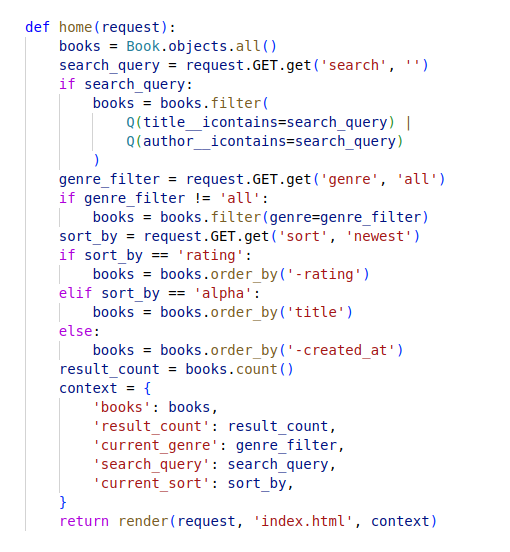 def home(request):
    books = Book.objects.all()
    search_query = request.GET.get('search', '')
    if search_query:
        books = books.filter(
            Q(title__icontains=search_query) |
            Q(author__icontains=search_query)
        )
    genre_filter = request.GET.get('genre', 'all')
    if genre_filter != 'all':
        books = books.filter(genre=genre_filter)
    sort_by = request.GET.get('sort', 'newest')
    if sort_by == 'rating':
        books = books.order_by('-rating')
    elif sort_by == 'alpha':
        books = books.order_by('title')
    else:
        books = books.order_by('-created_at')
    result_count = books.count()
    context = {
        'books': books,
        'result_count': result_count,
        'current_genre': genre_filter,
        'search_query': search_query,
        'current_sort': sort_by,
    }
    return render(request, 'index.html', context)